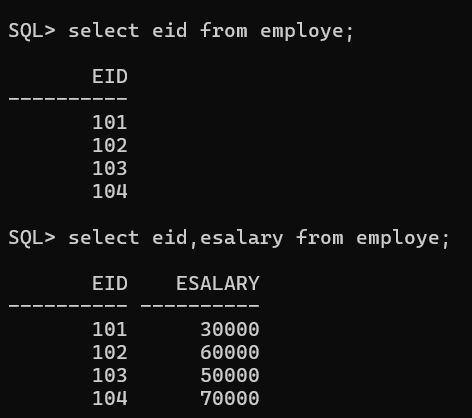 SQL> select eid from employe;
       EID
----------
       101
       102
       103
       104
SQL> select eid,esalary from employe;
       EID    ESALARY
---------- ----------
       101      30000
       102      60000
       103      50000
       104      70000